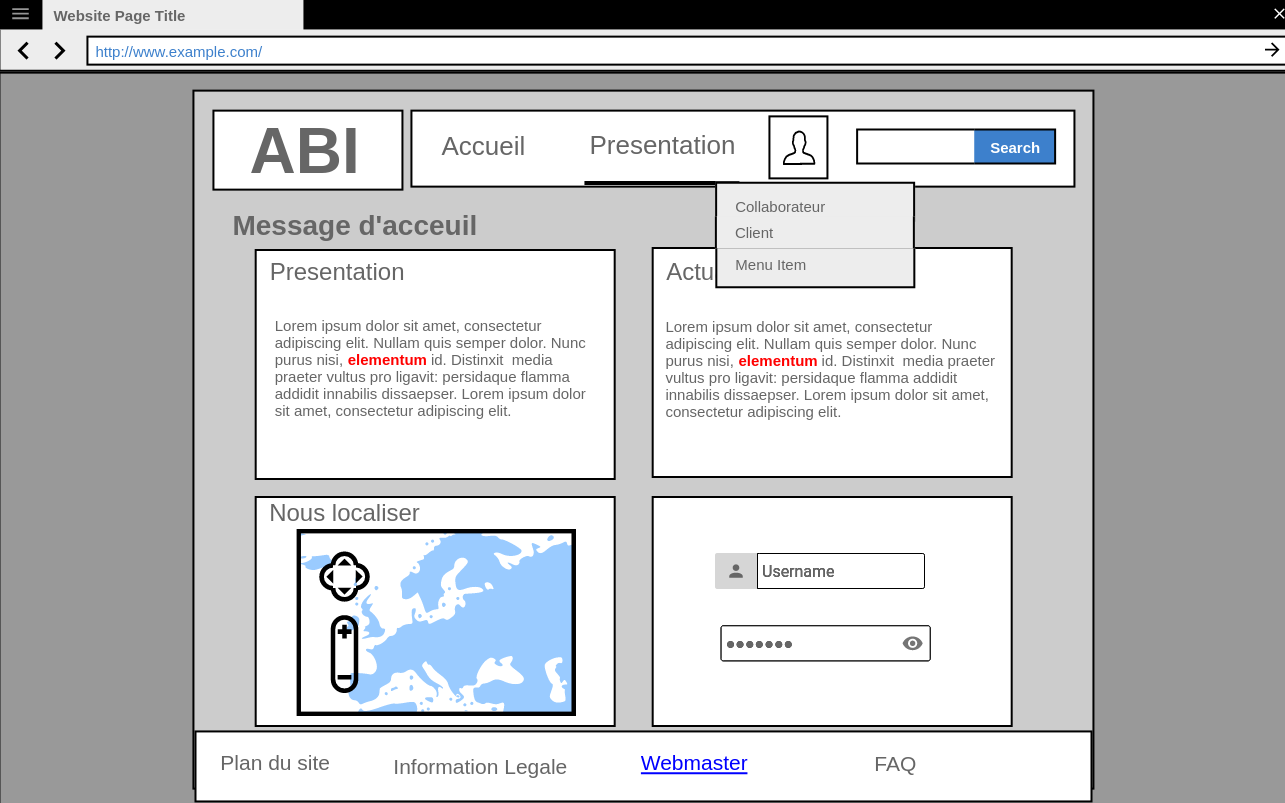 Website Page Title
http://www.example.com/
ABI
Accueil
Presentation
Search
Collaborateur
Client
Menu Item
Message d'acceuil
Presentation
Lorem ipsum dolor sit amet, consectetur
adipiscing elit. Nullam quis semper dolor. Nunc
purus nisi, elementum id. Distinxit  media
praeter vultus pro ligavit: persidaque flamma
addidit innabilis dissaepser. Lorem ipsum dolor
sit amet, consectetur adipiscing elit.
Actu
Lorem ipsum dolor sit amet, consectetur
adipiscing elit. Nullam quis semper dolor. Nunc
purus nisi, elementum id. Distinxit  media praeter
vultus pro ligavit: persidaque flamma addidit
innabilis dissaepser. Lorem ipsum dolor sit amet,
consectetur adipiscing elit.
Nous localiser
Username
Plan du site
Information Legale
Webmaster
FAQ